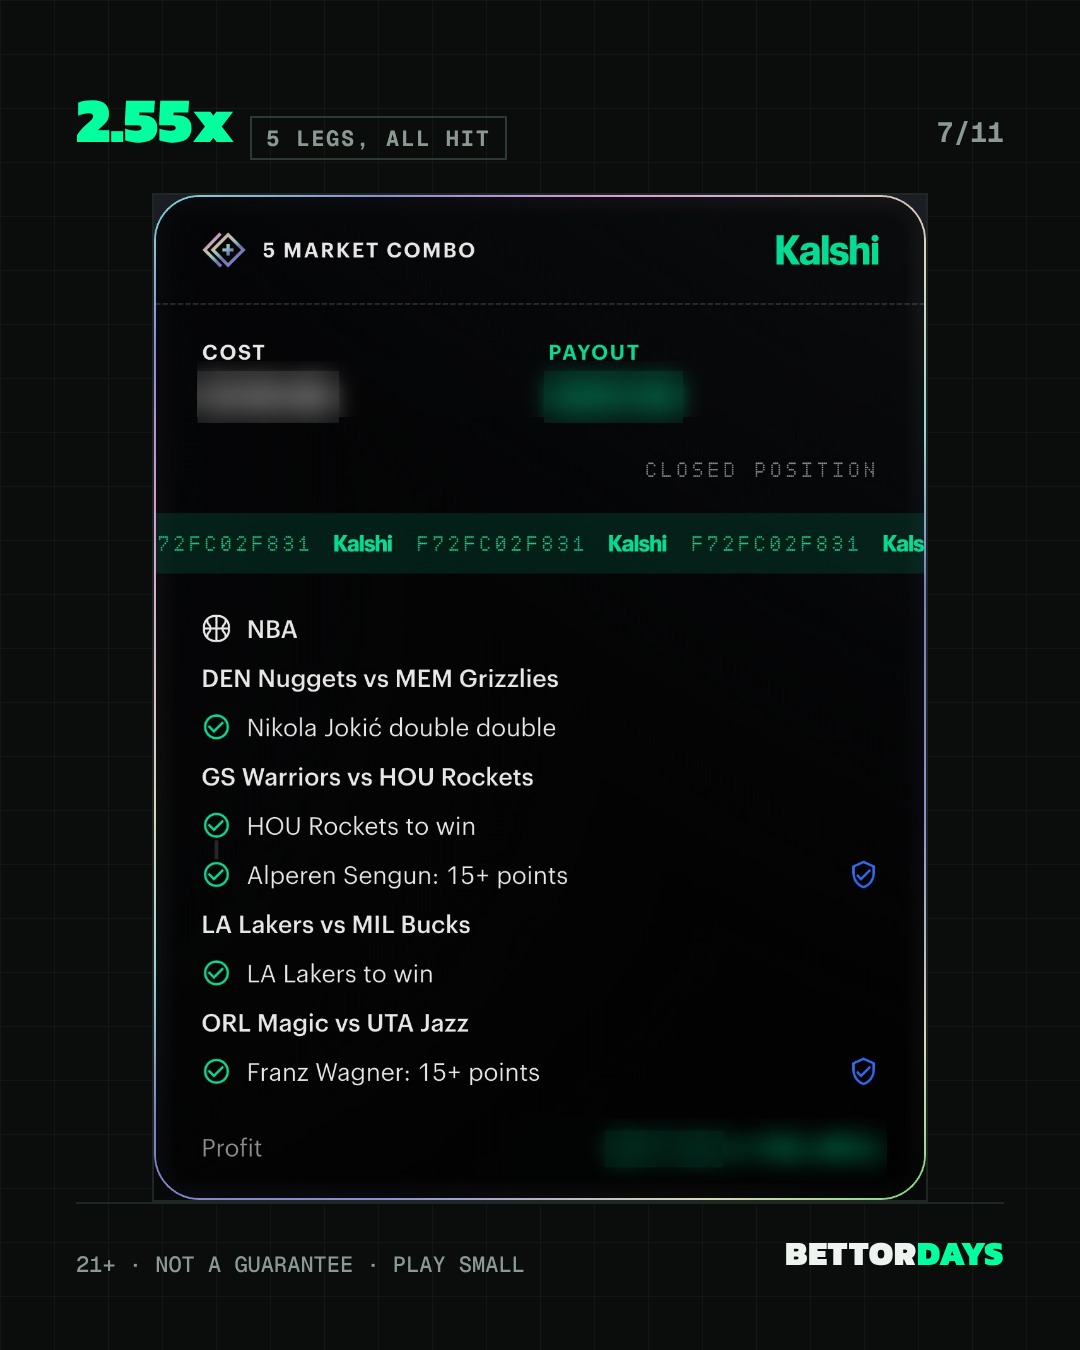 2.55x
5 LEGS, ALL HIT
7/11
5 MARKET COMBO
Kalshi
COST
PAYOUT
CLOSED POSITION
72FC02F831 Kalshi F72FC02F831 Kalshi F72FC02F831 Kals
NBA
DEN Nuggets vs MEM Grizzlies
Nikola Jokić double double
GS Warriors vs HOU Rockets
HOU Rockets to win
Alperen Sengun: 15+ points
LA Lakers vs MIL Bucks
LA Lakers to win
ORL Magic vs UTA Jazz
Franz Wagner: 15+ points
Profit
21+ · NOT A GUARANTEE · PLAY SMALL
BETTORDAYS